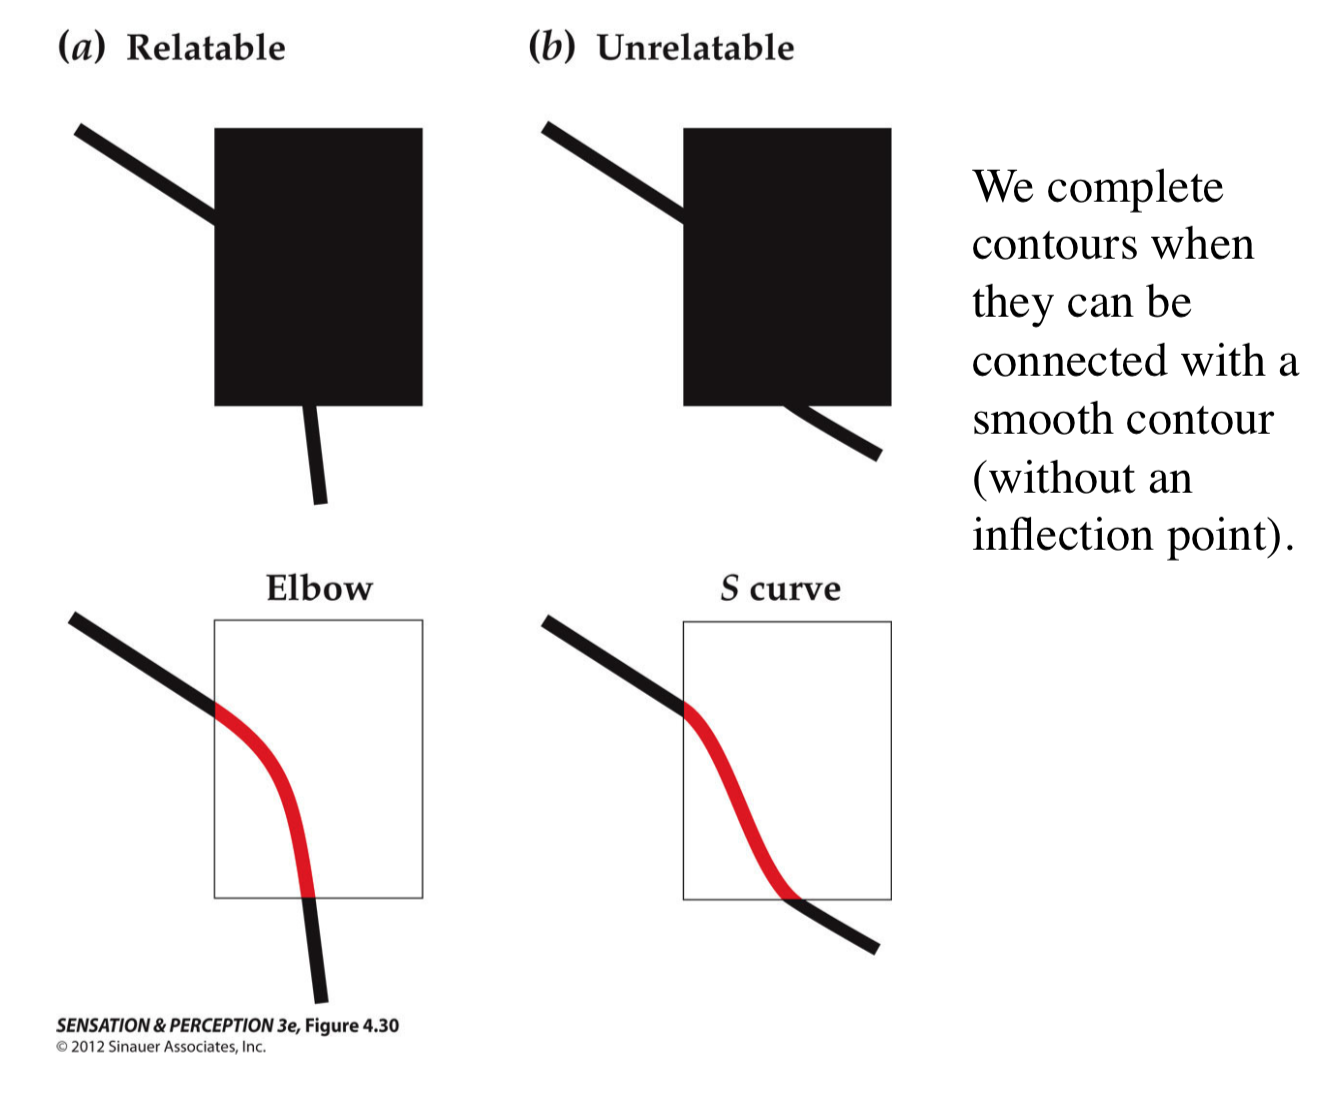 (a) Relatable
(b) Unrelatable
We complete
contours when
they can be
connected with a
smooth contour
(without an
inflection point).
Elbow
S curve
SENSATION & PERCEPTION 3e, Figure 4.30
© 2012 Sinauer Associates, Inc.